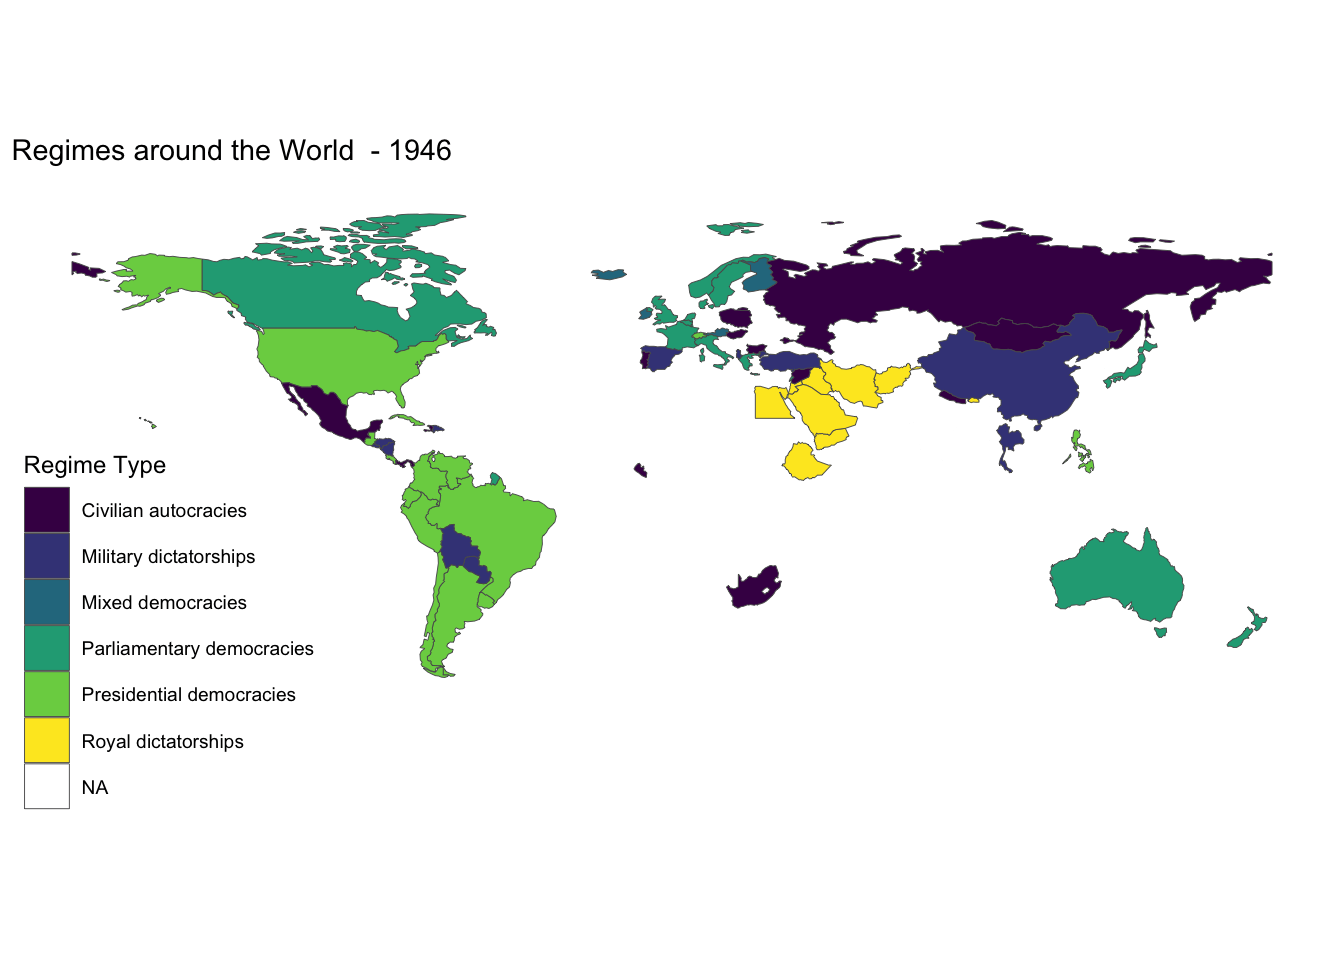 Regimes around the World  - 1946
Regime Type
Civilian autocracies
Military dictatorships
Mixed democracies
Parliamentary democracies
Presidential democracies
Royal dictatorships
NA